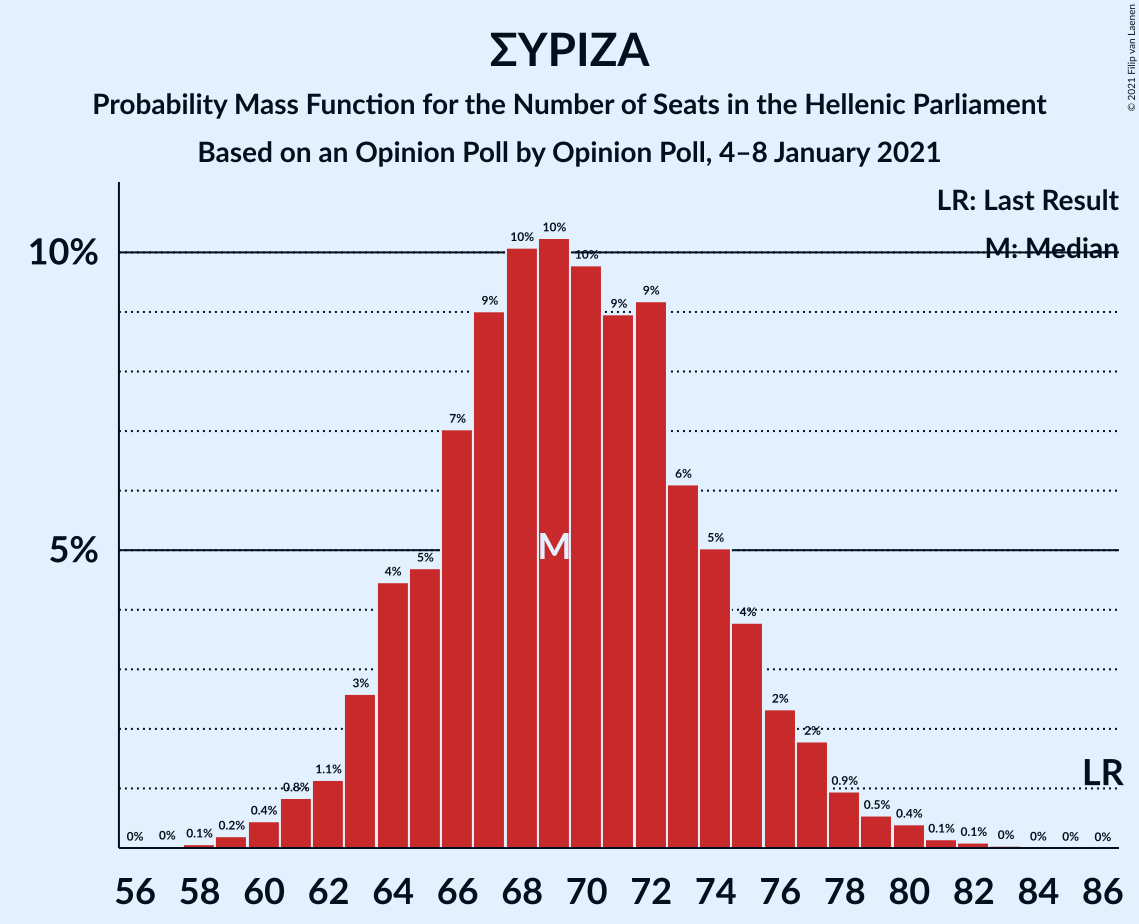 ΣΥΡΙΖΑ
Probability Mass Function for the Number of Seats in the Hellenic Parliament
Based on an Opinion Poll by Opinion Poll, 4–8 January 2021
© 2021 Filip van Laenen
LR: Last Result
M: Median
10%
5%
0% 0% 0.1% 0.2% 0.4% 0.8% 1.1% 3% 4% 5% 7% 9% 10% 10% 10% 9% 9% 6% 5% 4% 2% 2% 0.9% 0.5% 0.4% 0.1% 0.1% 0% 0% 0% 0%
M
LR
56 58 60 62 64 66 68 70 72 74 76 78 80 82 84 86